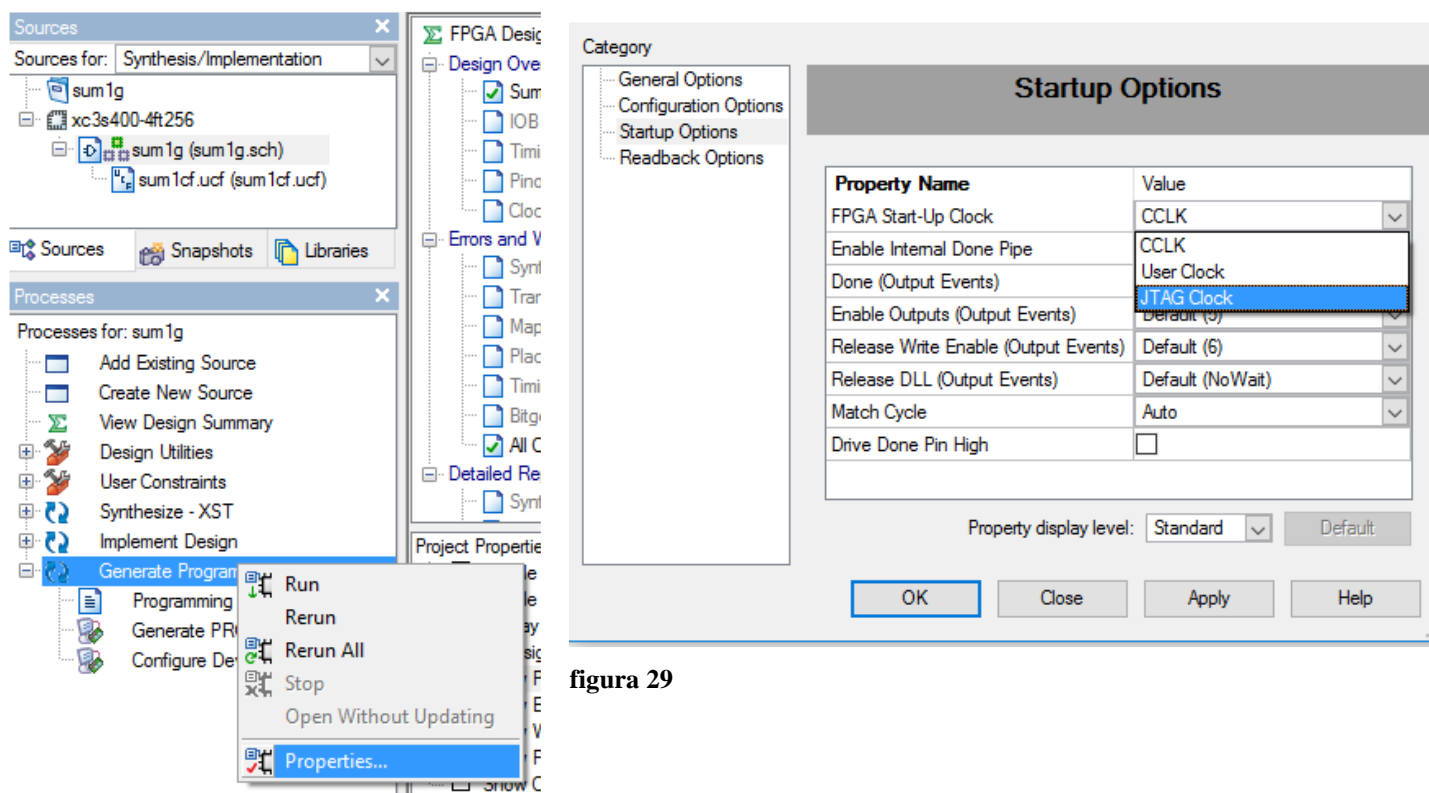 Sources
Sources for: Synthesis/Implementation
sum1g
xc3s400-4ft256
sum1g (sum1g.sch)
sum1cf.ucf (sum1cf.ucf)
Sources Snapshots Libraries
Processes
Processes for: sum1g
Add Existing Source
Create New Source
View Design Summary
Design Utilities
User Constraints
Synthesize - XST
Implement Design
Generate Program
Programming
Generate PR
Configure De
Run
Rerun
Rerun All
Stop
Open Without Updating
Properties...
FPGA Desig
Design Ove
Sum
IOB
Timi
Pino
Cloc
Errors and W
Synt
Tran
Map
Plac
Timi
Bitg
All C
Detailed Re
Synt
Project Propertie
Show C
Category
General Options
Configuration Options
Startup Options
Readback Options
Startup Options
Property Name Value
FPGA Start-Up Clock CCLK
Enable Internal Done Pipe CCLK
User Clock
Done (Output Events) JTAG Clock
Enable Outputs (Output Events) Default (5)
Release Write Enable (Output Events) Default (6)
Release DLL (Output Events) Default (NoWait)
Match Cycle Auto
Drive Done Pin High
Property display level: Standard Default
OK Close Apply Help
figura 29